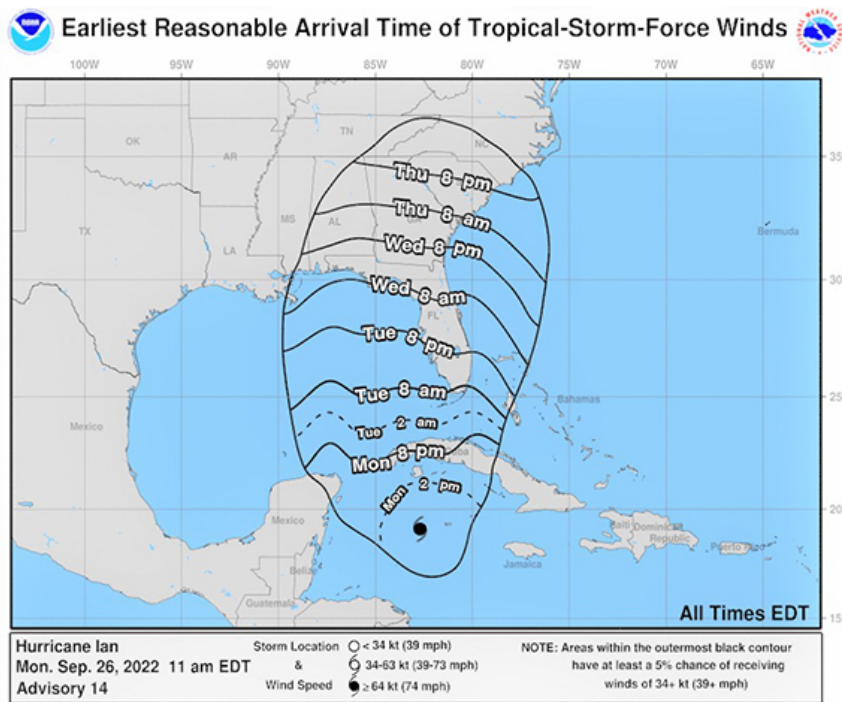 Earliest Reasonable Arrival Time of Tropical-Storm-Force Winds
100W 95W 90W 85W 80W 75W 70W 65W
TN
NC
OK
AR
35
Thu 8 pm
MS AL GA
Thu 8 am
TX
LA
Wed 8 pm
Bermuda
30
Wed 8 am
FL
Tue 8 pm
Tue 8 am
25
Bahamas
Mexico
Tue 2 am
Mon 8 pm
Mon 2 pm
20
Mexico
Haiti Dominican
Republic
Puerto Rico
Jamaica
Belize
Guatemala
15
All Times EDT
Hurricane Ian
Mon. Sep. 26, 2022 11 am EDT
Advisory 14
Storm Location
&
Wind Speed
< 34 kt (39 mph)
34-63 kt (39-73 mph)
≥ 64 kt (74 mph)
NOTE: Areas within the outermost black contour
have at least a 5% chance of receiving
winds of 34+ kt (39+ mph)